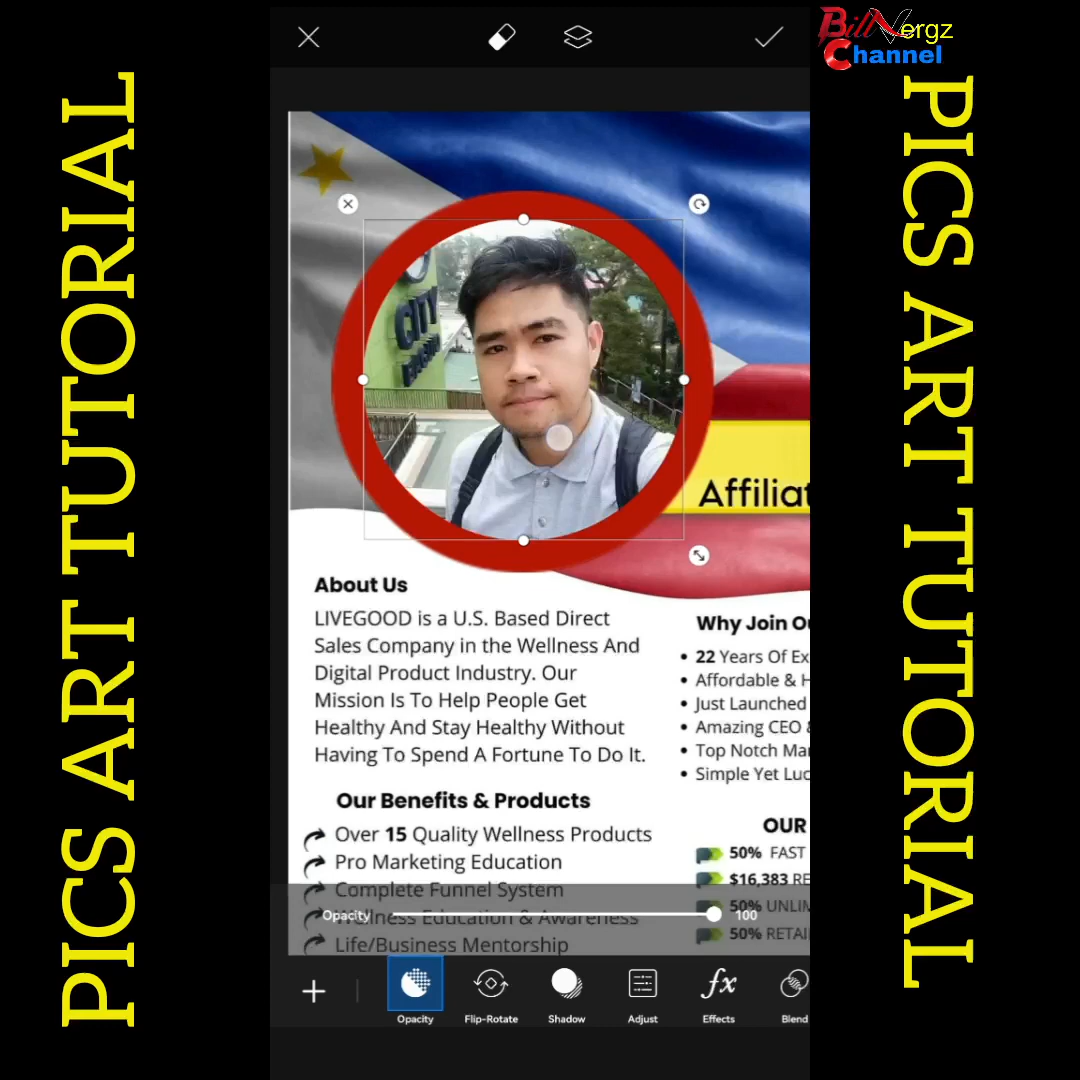 PICS ART TUTORIAL
BillNergz
Channel
PICS ART TUTORIAL
CITY
Affiliat
About Us
LIVEGOOD is a U.S. Based Direct
Sales Company in the Wellness And
Digital Product Industry. Our
Mission Is To Help People Get
Healthy And Stay Healthy Without
Having To Spend A Fortune To Do It.
Why Join Ou
• 22 Years Of Ex
• Affordable & H
• Just Launched
• Amazing CEO &
• Top Notch Mar
• Simple Yet Luc
Our Benefits & Products
Over 15 Quality Wellness Products
Pro Marketing Education
Complete Funnel System
Wellness Education & Awareness
Life/Business Mentorship
OUR
50% FAST
$16,383 RE
50% UNLIM
50% RETAI
Opacity 100
Opacity
Flip-Rotate
Shadow
Adjust
fx
Effects
Blend